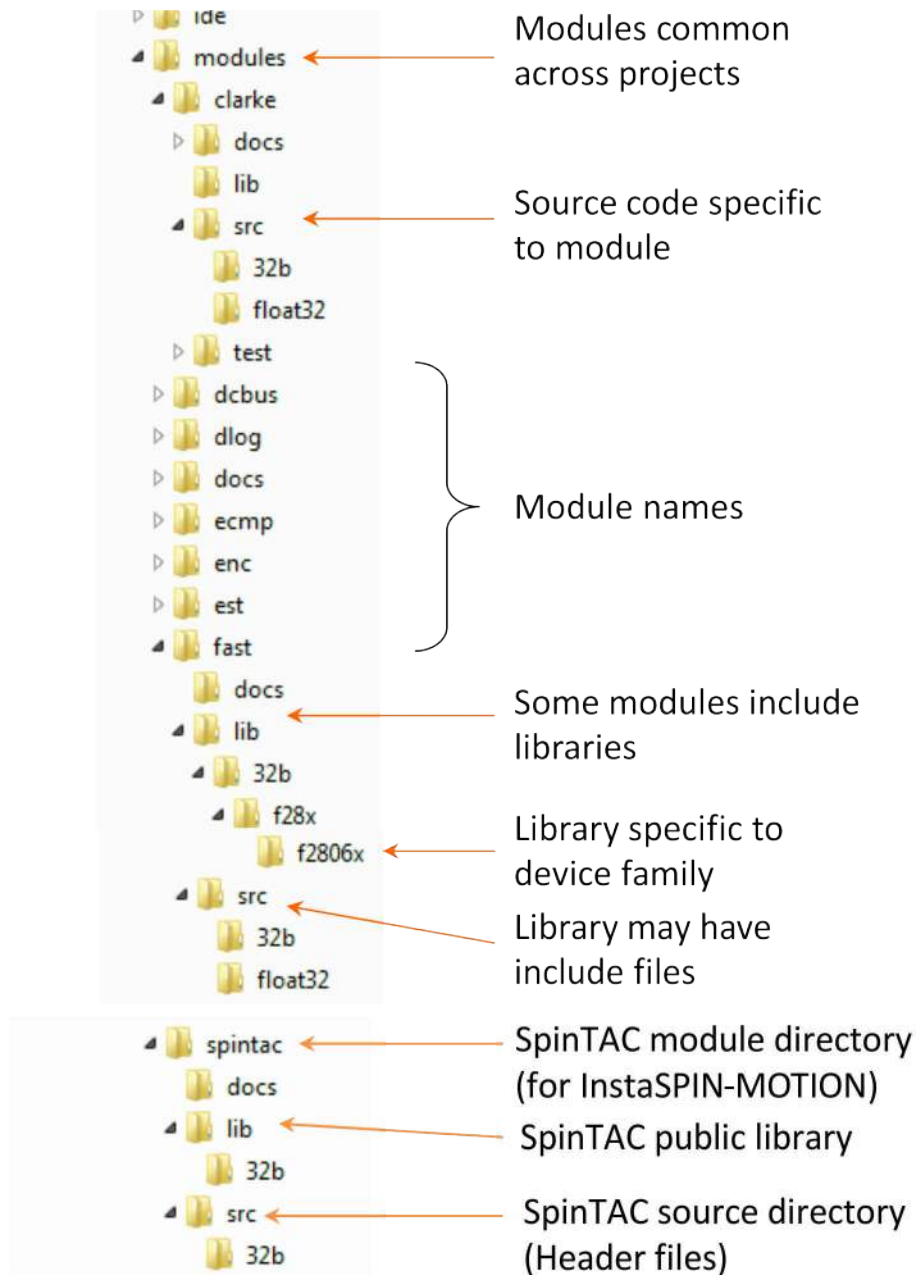 ide
modules
Modules common
across projects
clarke
docs
lib
src
Source code specific
to module
32b
float32
test
dcbus
dlog
docs
ecmp
enc
est
fast
Module names
docs
lib
Some modules include
libraries
32b
f28x
f2806x
Library specific to
device family
src
Library may have
include files
32b
float32
spintac
SpinTAC module directory
(for InstaSPIN-MOTION)
docs
lib
SpinTAC public library
32b
src
SpinTAC source directory
(Header files)
32b